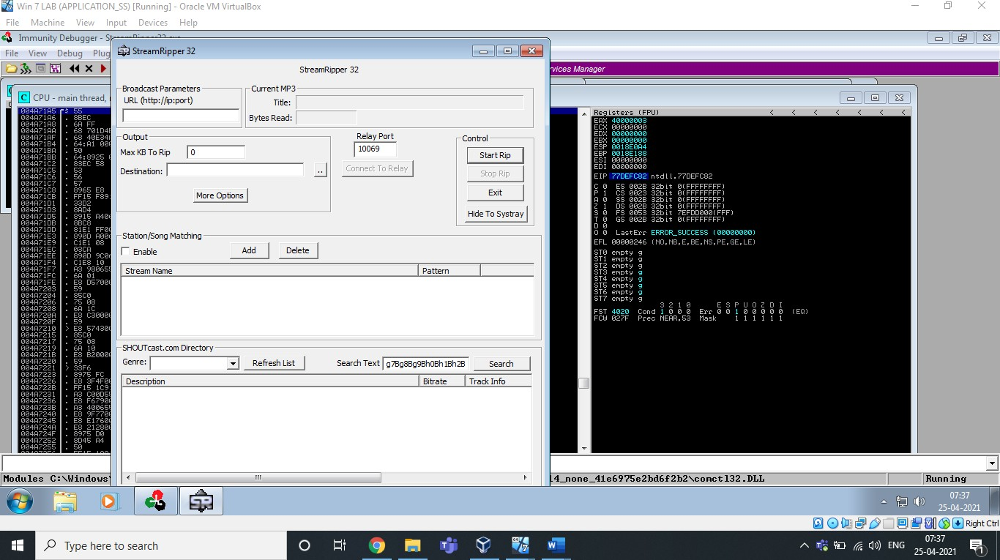 Win 7 LAB (APPLICATION_SS) [Running] - Oracle VM VirtualBox
File Machine View Input Devices Help
Immunity Debugger -
File View Debug Plug
rvices Manager
StreamRipper 32
StreamRipper 32
Broadcast Parameters
URL (http://ip:port)
Current MP3
Title:
Bytes Read:
Output
Max KB To Rip 0
Destination: ..
More Options
Relay Port
10069
Connect To Relay
Control
Start Rip
Stop Rip
Exit
Hide To Systray
Station/Song Matching
Enable Add Delete
Stream Name Pattern
SHOUTcast.com Directory
Genre: Refresh List Search Text g7Bg8Bg9Bh0Bh1Bh2B Search
Description Bitrate Track Info
CPU - main thread,
004A71A5 55
004A71A6 . 8BEC
004A71A8 . 6A FF
004A71AA . 68 701D4
004A71AF . 68 40E34
004A71B4 . 64:A1 000
004A71BA . 50
004A71BB . 64:8925
004A71C2 . 83EC 58
004A71C5 . 53
004A71C6 . 56
004A71C7 . 57
004A71C8 . 8965 E8
004A71CB . FF15 F89
004A71D1 . 33D2
004A71D3 . 8AD4
004A71D5 . 8915 A406
004A71DB . 8BC8
004A71DD . 81E1 FF00
004A71E3 . 890D A006
004A71E9 . C1E1 08
004A71EC . 03CA
004A71EE . 890D 9C06
004A71F4 . C1E8 10
004A71F7 . A3 980655
004A71FC . 6A 01
004A71FE . E8 D5700
004A7203 . 59
004A7204 . 85C0
004A7206 . 75 08
004A7208 . 6A 1C
004A720A . E8 C30000
004A720F . 59
004A7210 > E8 574300
004A7215 . 85C0
004A7217 . 75 08
004A7219 . 6A 10
004A721B . E8 B20000
004A7220 . 59
004A7221 > 33F6
004A7223 . 8975 FC
004A7226 . E8 3F4F0
004A722B . FF15 1C9
004A7231 . A3 C00D5
004A7236 . E8 F6790
004A723B . A3 400655
004A7240 . E8 9F770
004A7245 . E8 E1760
004A724A . E8 21280
004A724F . 8975 D0
004A7252 . 8D45 A4
004A7255 . 50
Registers (FPU) < < < < < < <
EAX 40000003
ECX 00000000
EDX 00000000
EBX 00000000
ESP 0018E0A4
EBP 0018E188
ESI 00000000
EDI 00000000
EIP 77DEFC82 ntdll.77DEFC82
C 0 ES 002B 32bit 0(FFFFFFFF)
P 1 CS 0023 32bit 0(FFFFFFFF)
A 0 SS 002B 32bit 0(FFFFFFFF)
Z 1 DS 002B 32bit 0(FFFFFFFF)
S 0 FS 0053 32bit 7EFDD000(FFF)
T 0 GS 002B 32bit 0(FFFFFFFF)
D 0
O 0 LastErr ERROR_SUCCESS (00000000)
EFL 00000246 (NO,NB,E,BE,NS,PE,GE,LE)
ST0 empty g
ST1 empty g
ST2 empty g
ST3 empty g
ST4 empty g
ST5 empty g
ST6 empty g
ST7 empty g
3 2 1 0 E S P U O Z D I
FST 4020 Cond 1 0 0 0 Err 0 0 1 0 0 0 0 0 (EQ)
FCW 027F Prec NEAR,53 Mask 1 1 1 1 1 1
Modules C:\Windows\ 14_none_41e6975e2bd6f2b2\comctl32.DLL Running
07:37
25-04-2021
Right Ctrl
Type here to search
ENG
07:37
25-04-2021
1